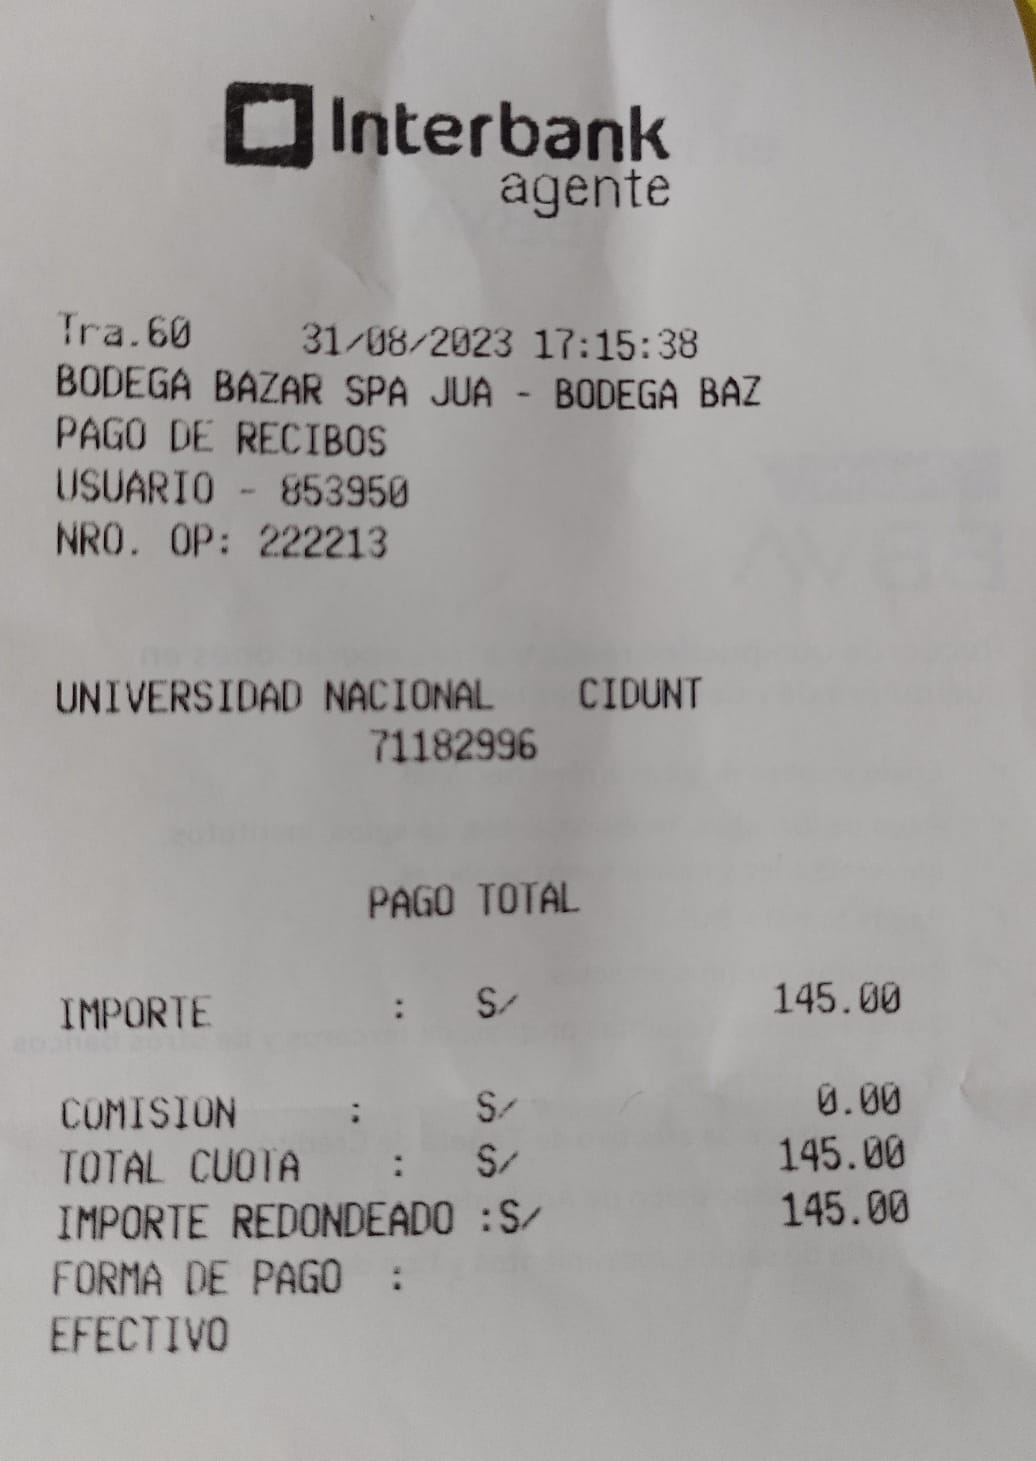 Interbank
agente
Tra.60 31/08/2023 17:15:38
BODEGA BAZAR SPA JUA - BODEGA BAZ
PAGO DE RECIBOS
USUARIO - 853950
NRO. OP: 222213
UNIVERSIDAD NACIONAL CIDUNT
71182996
PAGO TOTAL
IMPORTE : S/ 145.00
COMISION : S/ 0.00
TOTAL CUOTA : S/ 145.00
IMPORTE REDONDEADO :S/ 145.00
FORMA DE PAGO :
EFECTIVO